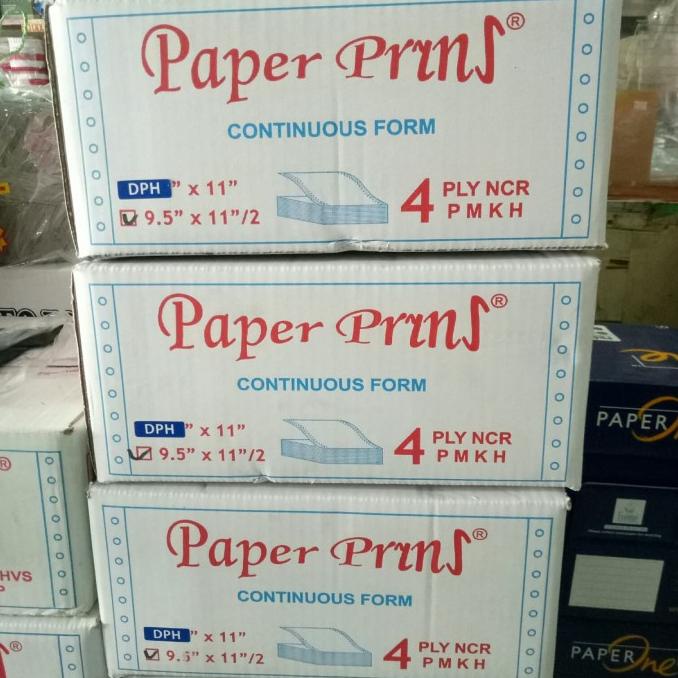 Paper Prins®
CONTINUOUS FORM
DPH ” x 11”
9.5” x 11”/2
4 PLY NCR
PMKH
Paper Prins®
CONTINUOUS FORM
DPH ” x 11”
9.5” x 11”/2
4 PLY NCR
PMKH
Paper Prins®
CONTINUOUS FORM
DPH ” x 11”
9.5” x 11”/2
4 PLY NCR
PMKH
®
HVS
P
®
PAPER
PAPER One